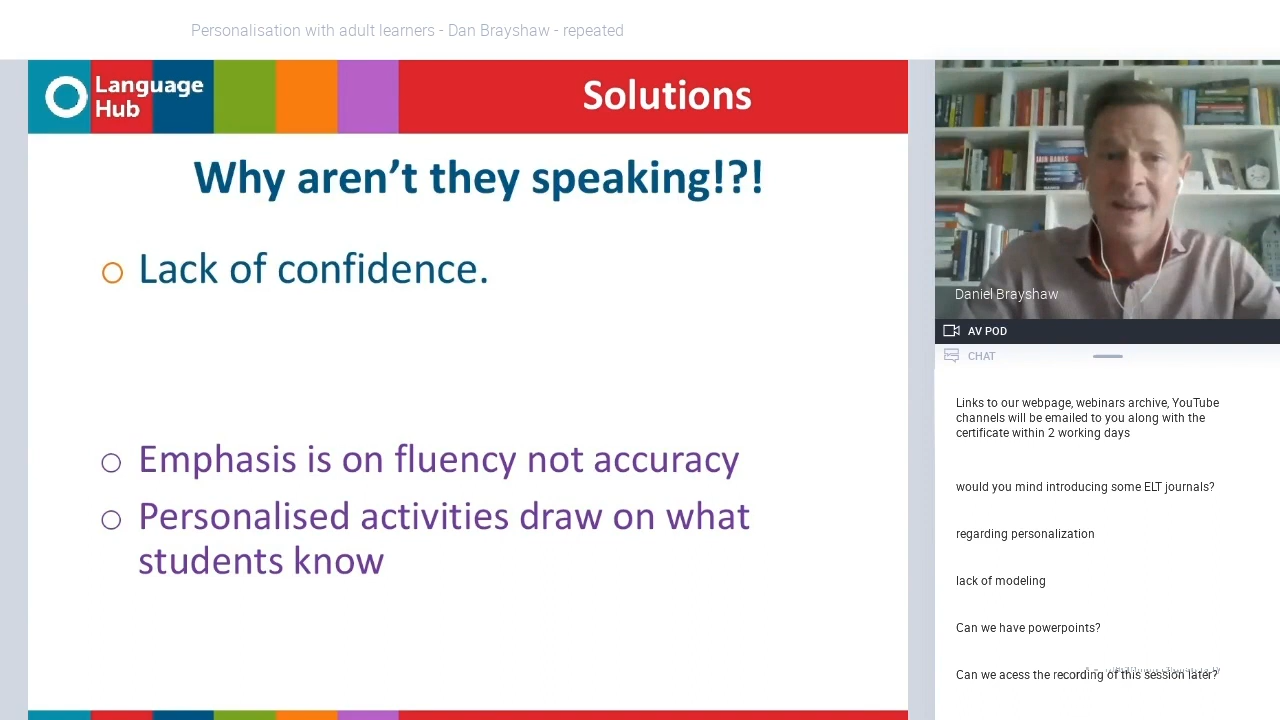 Personalisation with adult learners - Dan Brayshaw - repeated
Language
Hub
Solutions
Why aren't they speaking!?!
Lack of confidence.
Emphasis is on fluency not accuracy
Personalised activities draw on what
students know
IAIN BANKS
Daniel Brayshaw
AV POD
CHAT
Links to our webpage, webinars archive, YouTube
channels will be emailed to you along with the
certificate within 2 working days
would you mind introducing some ELT journals?
regarding personalization
lack of modeling
Can we have powerpoints?
Can we acess the recording of this session later?